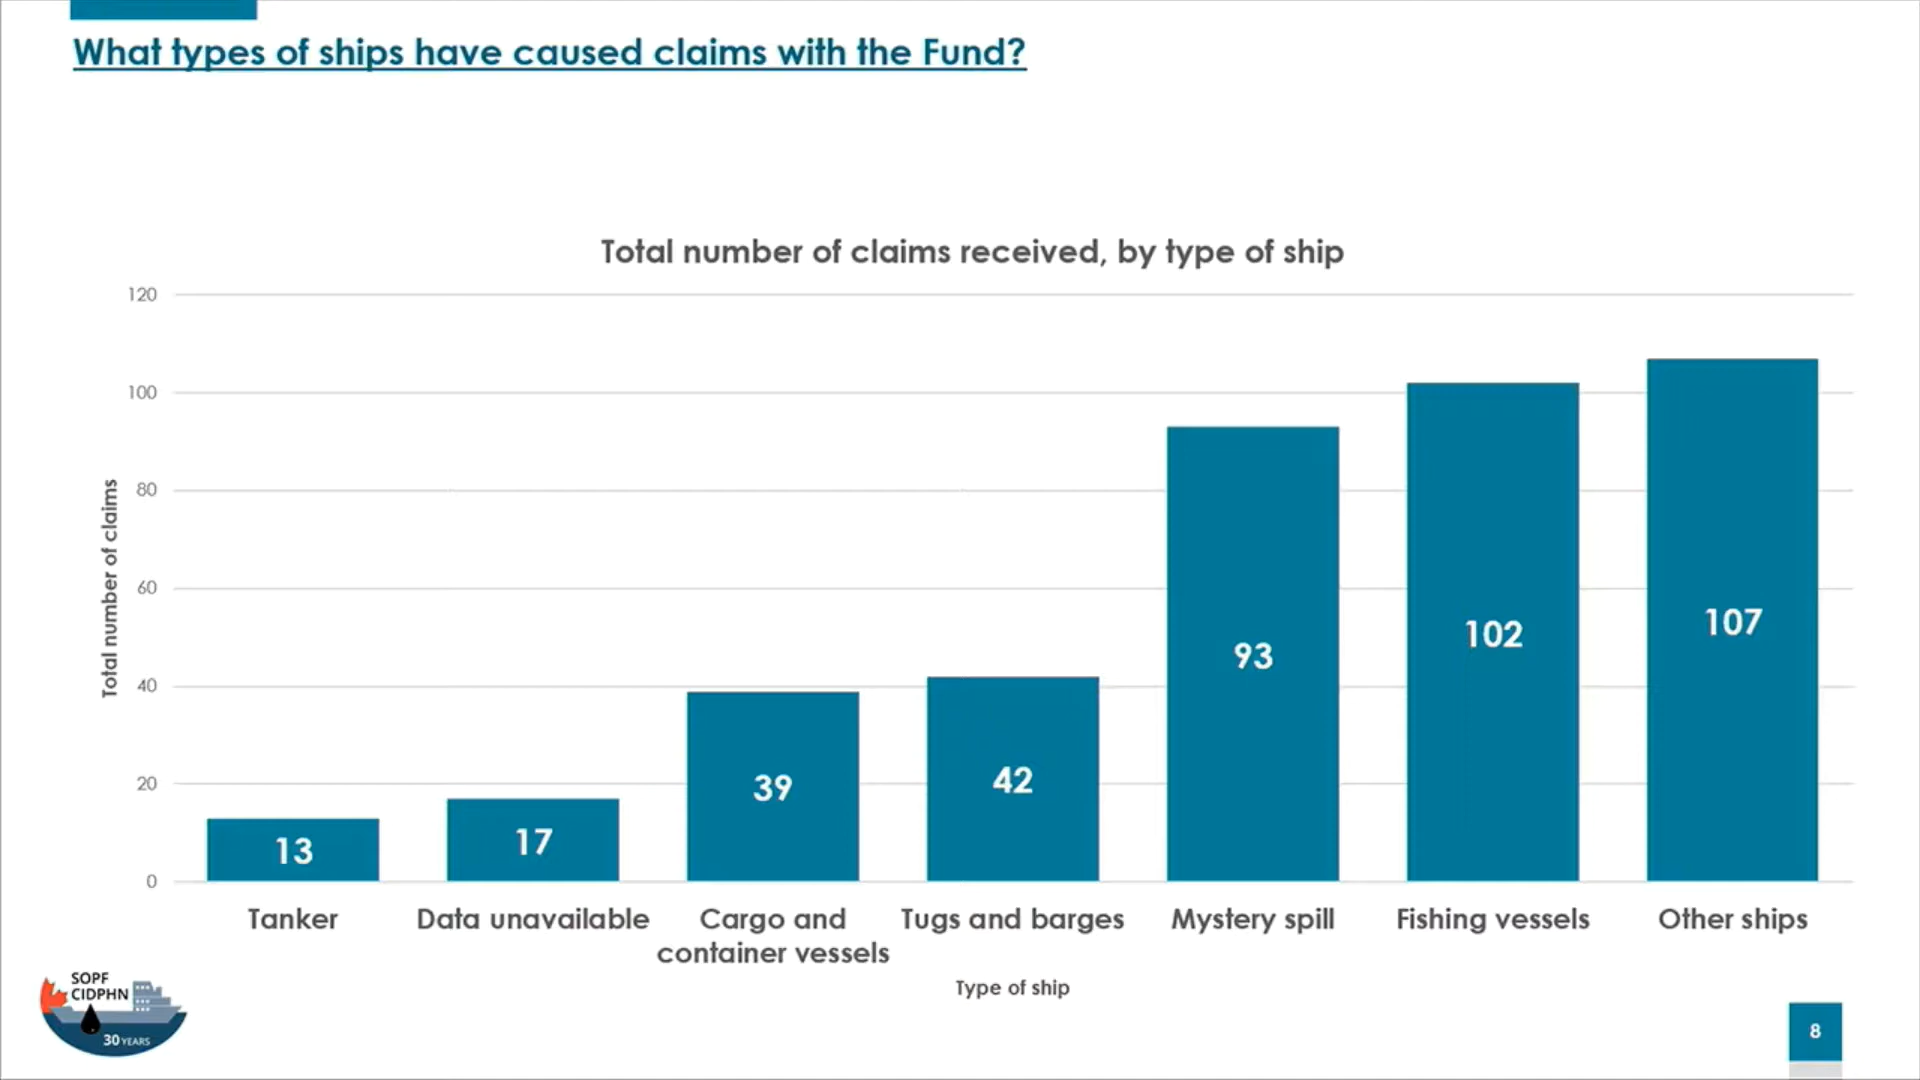 What types of ships have caused claims with the Fund?
Total number of claims received, by type of ship
120
100
80
60
40
20
0
Total number of claims
13
17
39
42
93
102
107
Tanker
Data unavailable
Cargo and
container vessels
Tugs and barges
Mystery spill
Fishing vessels
Other ships
Type of ship
SOPF
CIDPHN
30 YEARS
8